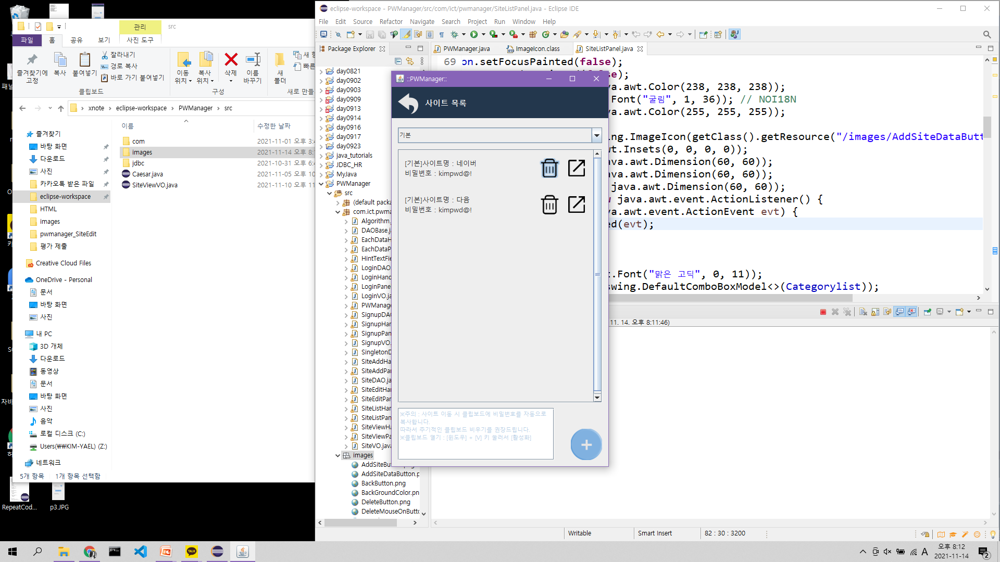 관리
src
파일
홈
공유
보기
사진 도구
즐겨찾기에 고정
복사
붙여넣기
잘라내기
경로 복사
바로 가기 붙여넣기
클립보드
이동 위치
복사 위치
삭제
이름 바꾸기
구성
새 폴더
새 항
빠른
새로 만들
xnote > eclipse-workspace > PWManager > src
이름
수정한 날짜
com 2021-11-01 오후 3:4
images 2021-11-14 오후 8:
jdbc 2021-10-31 오후 6:4
Caesar.java 2021-11-05 오후 10
SiteViewVO.java 2021-11-10 오후 11
즐겨찾기
바탕 화면
다운로드
사진
카카오톡 받은 파일
eclipse-workspace
HTML
images
pwmanager_SiteEdit
평가 제출
Creative Cloud Files
OneDrive - Personal
문서
바탕 화면
사진
내 PC
3D 개체
다운로드
동영상
문서
바탕 화면
사진
음악
로컬 디스크 (C:)
Users(₩₩KIM-YAEL) (Z:)
네트워크
5개 항목 1개 항목 선택함
RepeatCod...
p3.JPG
eclipse-workspace - PWManager/src/com/ict/pwmanager/SiteListPanel.java - Eclipse IDE
File Edit Source Refactor Navigate Search Project Run Window Help
Package Explorer
day0821
day0902
day0903
day0909
day0913
day0914
day0916
day0917
day0923
java_tutorials
JDBC_HR
MyJava
PWManager
src
(default packa
com.ict.pwma
Algorithm.
DAOBase.j
EachDataH
EachDataP
HintTextFie
LoginDAO.
LoginHand
LoginPanel
LoginVO.ja
PWManage
SignupDAO
SignupHan
SignupPan
SignupVO.
SingletonD
SiteAddHa
SiteAddPan
SiteDAO.ja
SiteEditHar
SiteEditPan
SiteListHan
SiteListPan
SiteViewHa
SiteViewPa
SiteVO.java
images
AddSiteBu
AddSiteDataButton.p
BackButton.png
BackGroundColor.pn
DeleteButton.png
DeleteMouseOnButto
PWManager.java
ImageIcon.class
SiteListPanel.java
69 on.setFocusPainted(false);
se);
va.awt.Color(238, 238, 238));
.Font("굴림", 1, 36)); // NOI18N
va.awt.Color(255, 255, 255));
ng.ImageIcon(getClass().getResource("/images/AddSiteDataButt
wt.Insets(0, 0, 0, 0));
Dimension(60, 60));
Dimension(60, 60));
java.awt.Dimension(60, 60));
w java.awt.event.ActionListener() {
va.awt.event.ActionEvent evt) {
ed(evt);
t.Font("맑은 고딕", 0, 11));
swing.DefaultComboBoxModel<>(Categorylist));
11. 14. 오후 8:11:46)
::PWManager::
사이트 목록
기본
[기본]사이트명 : 네이버
비밀번호 : kimpwd@!
[기본]사이트명 : 다음
비밀번호 : kimpwd@!
※주의 : 사이트 이동 시 클립보드에 비밀번호를 자동으로
복사합니다.
따라서 주기적인 클립보드 비우기를 권장드립니다.
※클립보드 열기 : [윈도우] + [V] 키 눌러서 [활성화]
+
Writable
Smart Insert
82 : 30 : 3200
TALK
A
오후 8:12
2021-11-14
2